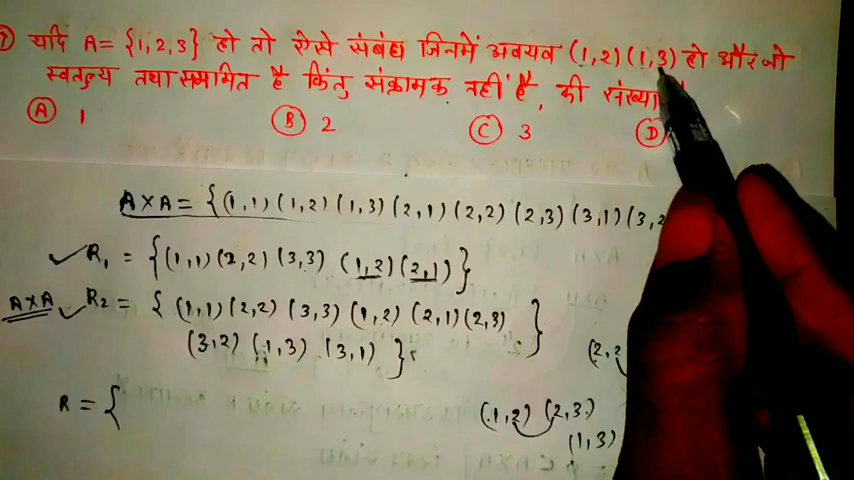 यदि A = {1,2,3} हो तो ऐसे संबंध जिनमें अवयव (1,2) (1,3) हो और जो
स्वतुल्य तथा सममित है किंतु संक्रामक नहीं है, की संख्या
(A) 1 (B) 2 (C) 3 (D)
A×A = {(1,1) (1,2) (1,3) (2,1) (2,2) (2,3) (3,1) (3,2
✓ R₁ = {(1,1) (2,2) (3,3) (1,2) (2,1)}
A×A ✓ R₂ = { (1,1) (2,2) (3,3) (1,2) (2,1) (2,3)
(3,2) (1,3) (3,1) }
(2,2
R = {
(1,2) (2,3)
(1,3)